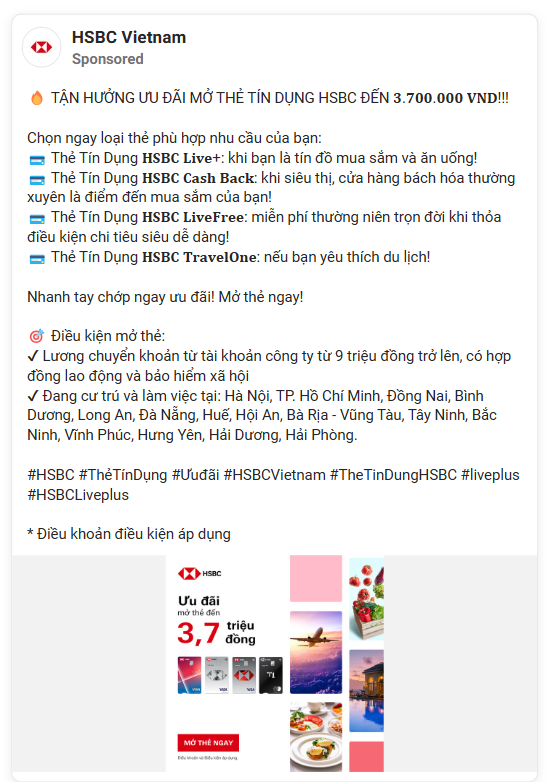 HSBC Vietnam
Sponsored
🔥 TẬN HƯỞNG ƯU ĐÃI MỞ THẺ TÍN DỤNG HSBC ĐẾN 𝟑.𝟕𝟎𝟎.𝟎𝟎𝟎 𝐕𝐍𝐃!!!
Chọn ngay loại thẻ phù hợp nhu cầu của bạn:
💳 Thẻ Tín Dụng 𝐇𝐒𝐁𝐂 𝐋𝐢𝐯𝐞+: khi bạn là tín đồ mua sắm và ăn uống!
💳 Thẻ Tín Dụng 𝐇𝐒𝐁𝐂 𝐂𝐚𝐬𝐡 𝐁𝐚𝐜𝐤: khi siêu thị, cửa hàng bách hóa thường
xuyên là điểm đến mua sắm của bạn!
💳 Thẻ Tín Dụng 𝐇𝐒𝐁𝐂 𝐋𝐢𝐯𝐞𝐅𝐫𝐞𝐞: miễn phí thường niên trọn đời khi thỏa
điều kiện chi tiêu siêu dễ dàng!
💳 Thẻ Tín Dụng 𝐇𝐒𝐁𝐂 𝐓𝐫𝐚𝐯𝐞𝐥𝐎𝐧𝐞: nếu bạn yêu thích du lịch!
Nhanh tay chớp ngay ưu đãi! Mở thẻ ngay!
🎯 Điều kiện mở thẻ:
✔ Lương chuyển khoản từ tài khoản công ty từ 9 triệu đồng trở lên, có hợp
đồng lao động và bảo hiểm xã hội
✔ Đang cư trú và làm việc tại: Hà Nội, TP. Hồ Chí Minh, Đồng Nai, Bình
Dương, Long An, Đà Nẵng, Huế, Hội An, Bà Rịa - Vũng Tàu, Tây Ninh, Bắc
Ninh, Vĩnh Phúc, Hưng Yên, Hải Dương, Hải Phòng.
#HSBC #ThẻTínDụng #Ưuđãi #HSBCVietnam #TheTinDungHSBC #liveplus
#HSBCLiveplus
* Điều khoản điều kiện áp dụng
HSBC
Ưu đãi
mở thẻ đến
3,7 triệu
đồng
VISA
VISA
MỞ THẺ NGAY
Điều khoản và Điều kiện áp dụng